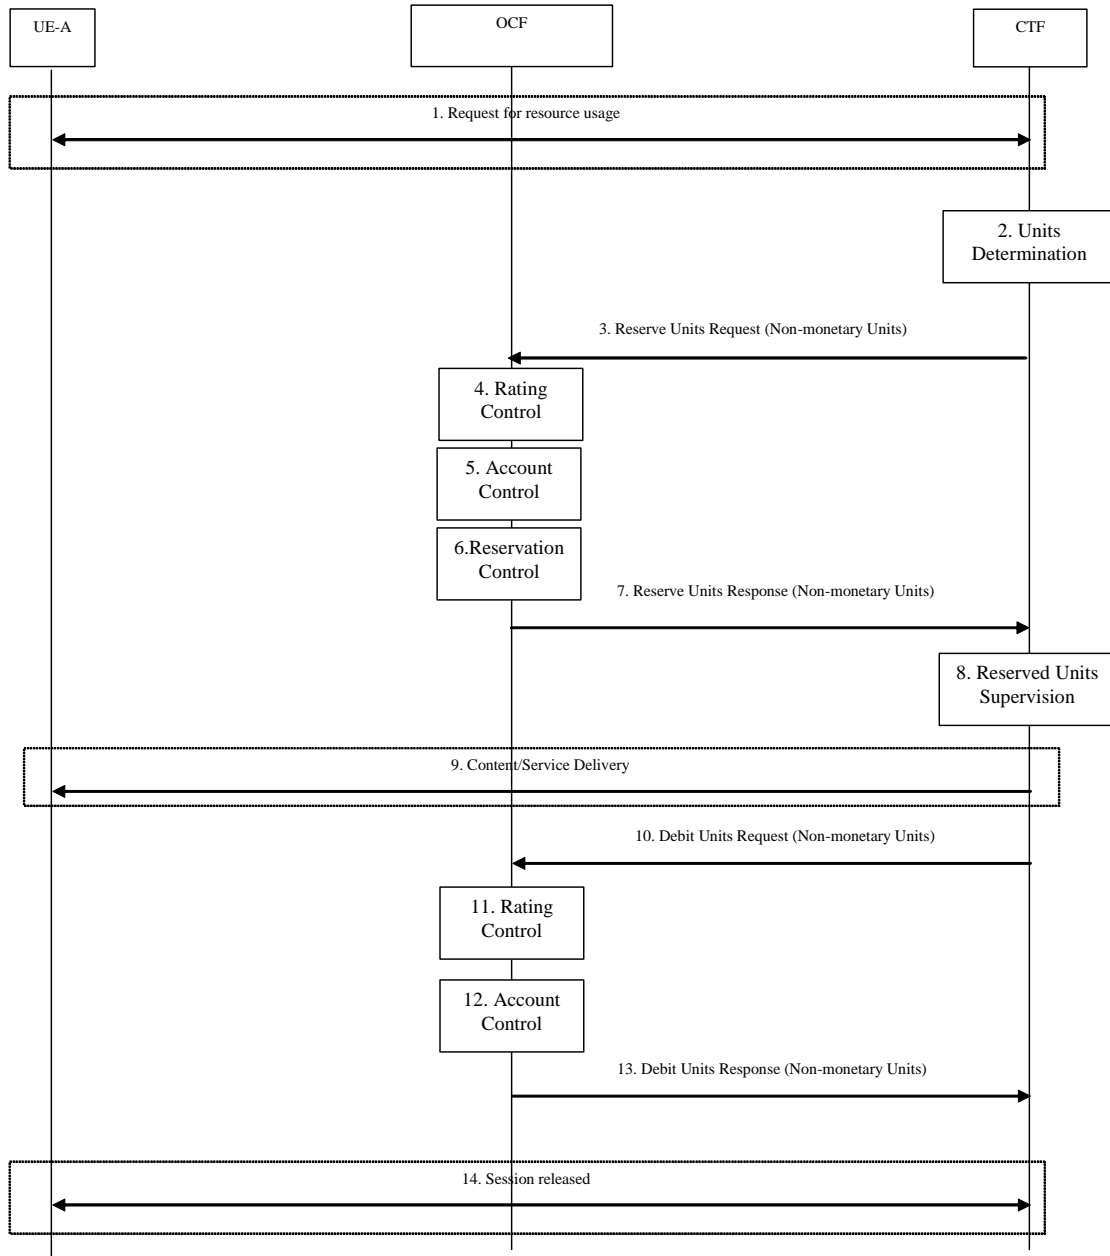 UE-A
OCF
CTF
1. Request for resource usage
2. Units
Determination
3. Reserve Units Request (Non-monetary Units)
4. Rating
Control
5. Account
Control
6.Reservation
Control
7. Reserve Units Response (Non-monetary Units)
8. Reserved Units
Supervision
9. Content/Service Delivery
10. Debit Units Request (Non-monetary Units)
11. Rating
Control
12. Account
Control
13. Debit Units Response (Non-monetary Units)
14. Session released